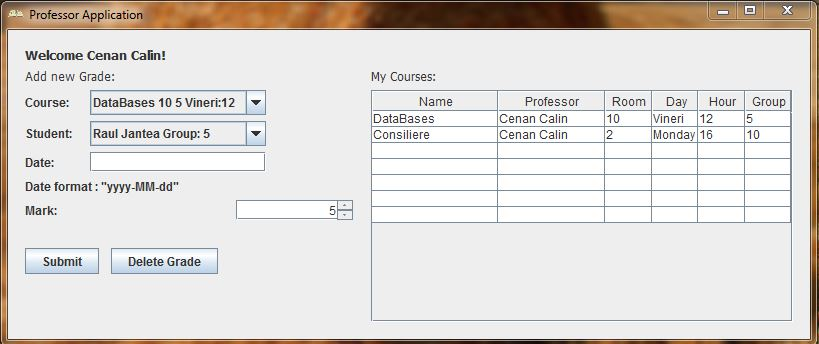 Professor Application
Welcome Cenan Calin!
Add new Grade:
Course: DataBases 10 5 Vineri:12
Student: Raul Jantea Group: 5
Date:
Date format : "yyyy-MM-dd"
Mark: 5
Submit Delete Grade
My Courses:
Name Professor Room Day Hour Group
DataBases Cenan Calin 10 Vineri 12 5
Consiliere Cenan Calin 2 Monday 16 10